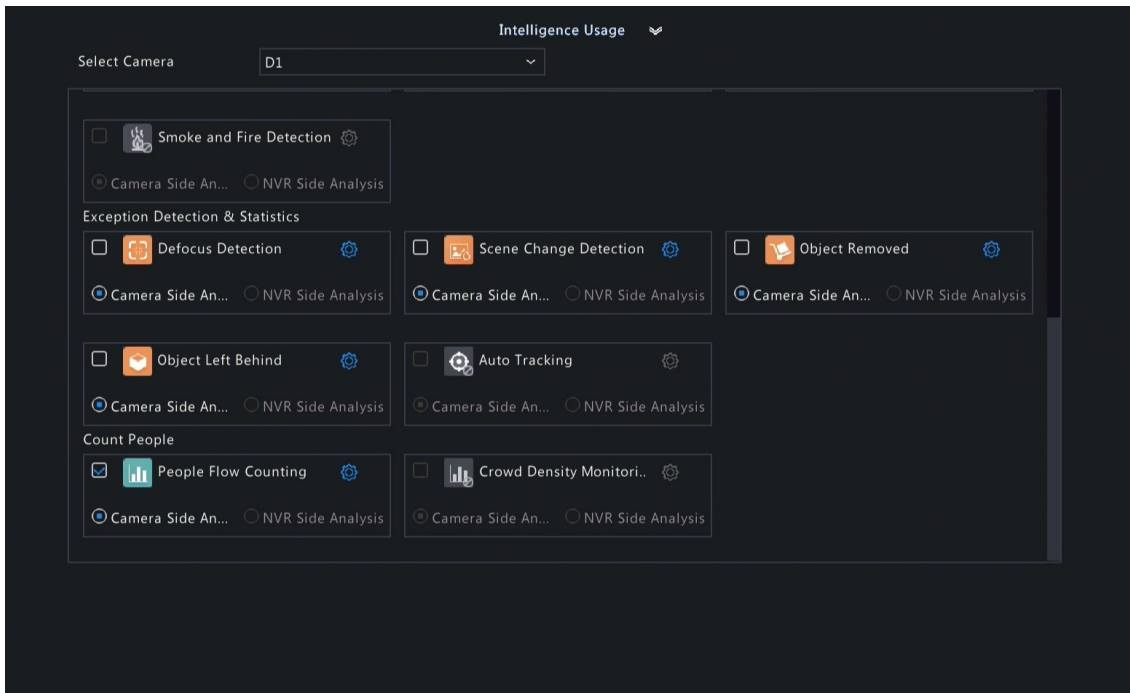 Intelligence Usage
Select Camera D1
Smoke and Fire Detection
Camera Side An... NVR Side Analysis
Exception Detection & Statistics
Defocus Detection Scene Change Detection Object Removed
Camera Side An... NVR Side Analysis Camera Side An... NVR Side Analysis Camera Side An... NVR Side Analysis
Object Left Behind Auto Tracking
Camera Side An... NVR Side Analysis Camera Side An... NVR Side Analysis
Count People
People Flow Counting Crowd Density Monitori..
Camera Side An... NVR Side Analysis Camera Side An... NVR Side Analysis